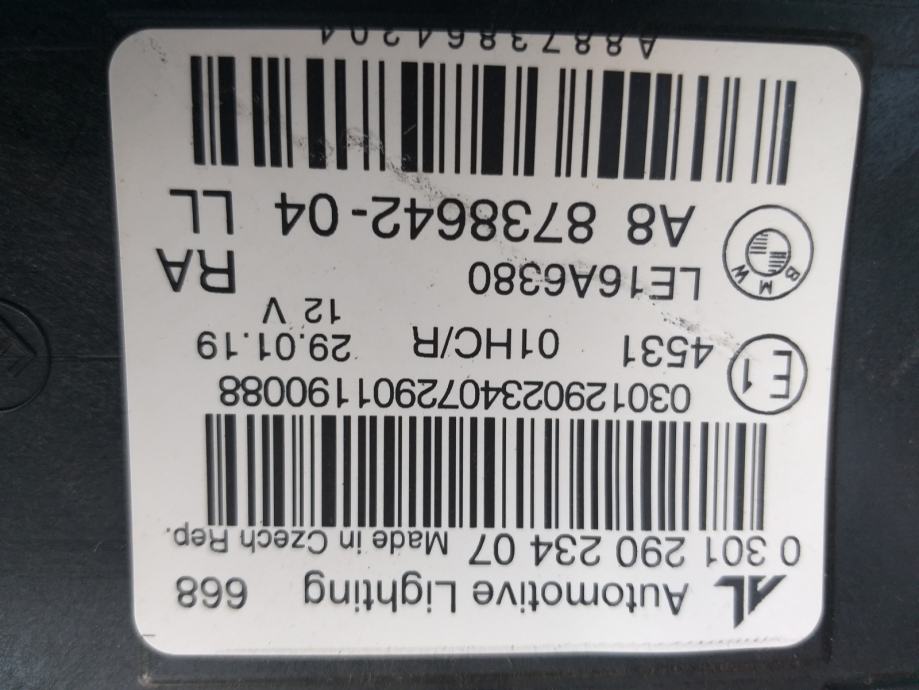 AL Automotive Lighting 668
0 301 290 234 07 Made in Czech Rep.
0301290234072901190088
E1 4531 01HC/R 29.01.19
12 V
LE16A6380 RA
BMW A8 8738642-04 LL
A8873864204